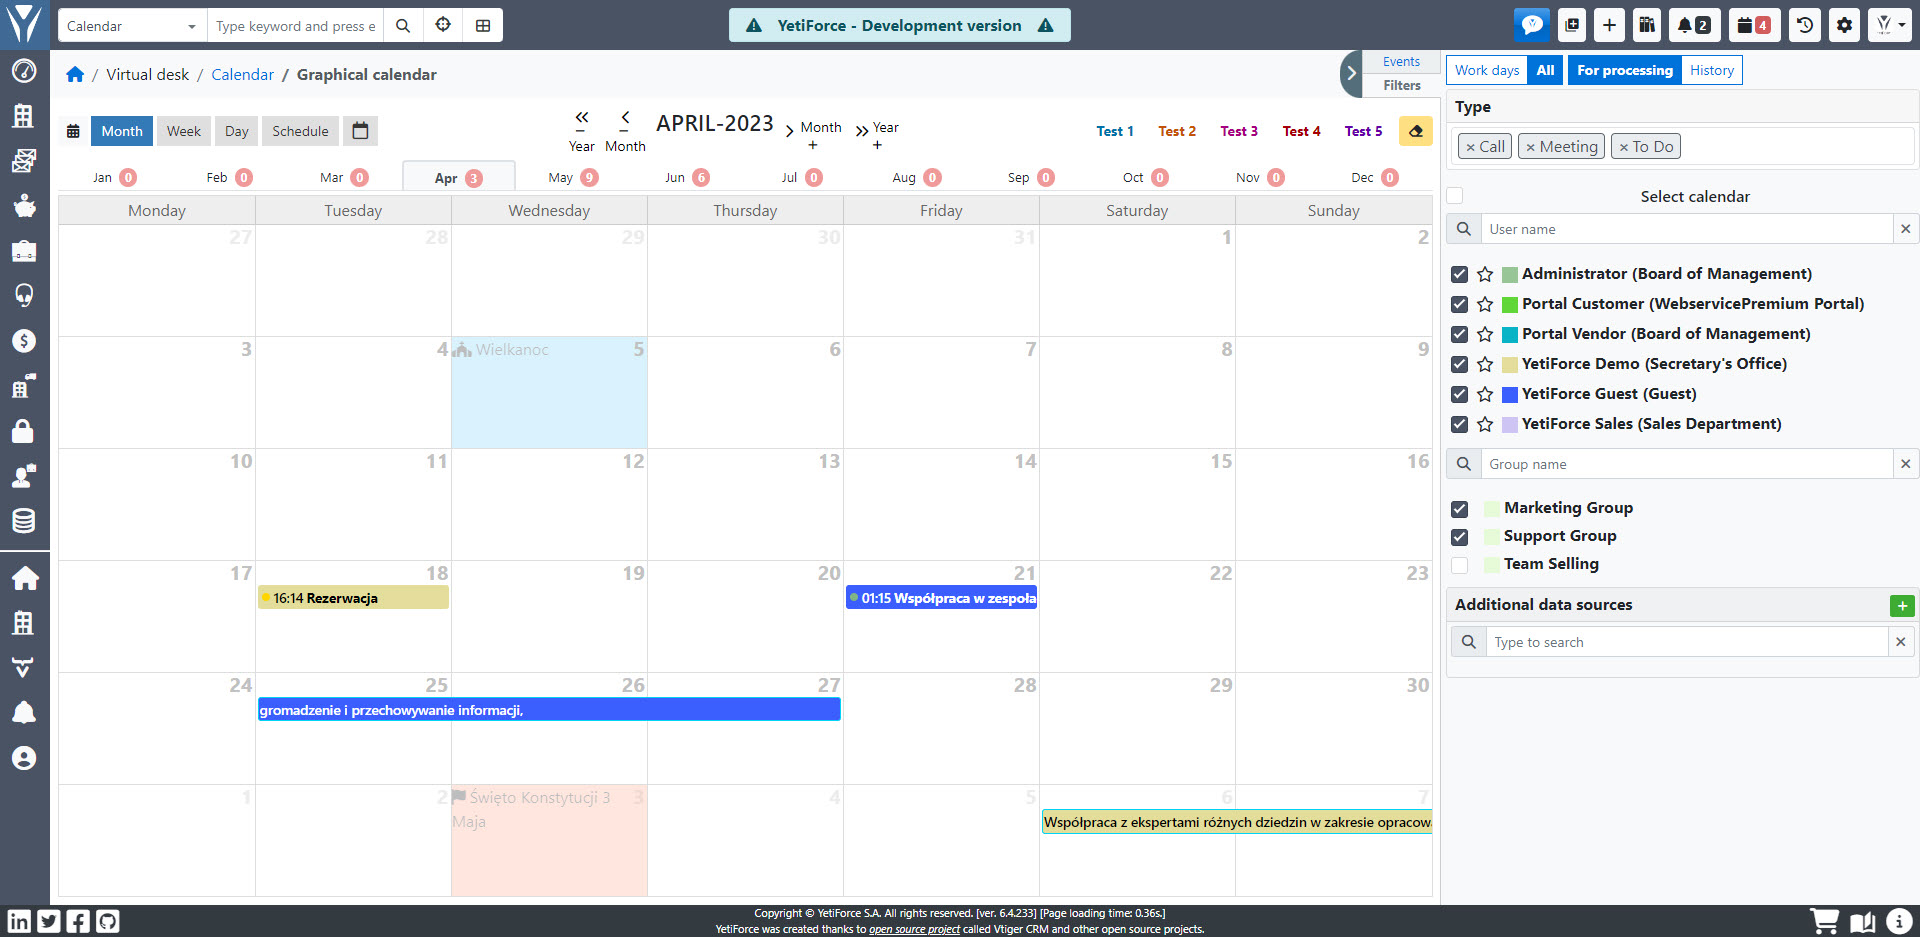 Calendar
Type keyword and press e
YetiForce - Development version
2
4
/ Virtual desk / Calendar / Graphical calendar
Events
Filters
Work days All For processing History
Month Week Day Schedule
Year
Month
APRIL-2023
Month
+
Year
+
Test 1 Test 2 Test 3 Test 4 Test 5
Jan 0 Feb 0 Mar 0 Apr 3 May 9 Jun 6 Jul 0 Aug 0 Sep 0 Oct 0 Nov 0 Dec 0
Monday Tuesday Wednesday Thursday Friday Saturday Sunday
27 28 29 30 31 1 2
3 4 Wielkanoc 5 6 7 8 9
10 11 12 13 14 15 16
17 18 19 20 21 22 23
16:14 Rezerwacja
01:15 Współpraca w zespoła
24 25 26 27 28 29 30
gromadzenie i przechowywanie informacji,
1 2 Święto Konstytucji 3 3 4 5 6 7
Maja
Współpraca z ekspertami różnych dziedzin w zakresie opracow
Type
× Call × Meeting × To Do
Select calendar
User name
Administrator (Board of Management)
Portal Customer (WebservicePremium Portal)
Portal Vendor (Board of Management)
YetiForce Demo (Secretary's Office)
YetiForce Guest (Guest)
YetiForce Sales (Sales Department)
Group name
Marketing Group
Support Group
Team Selling
Additional data sources
Type to search
Copyright © YetiForce S.A. All rights reserved. [ver. 6.4.233] [Page loading time: 0.36s.]
YetiForce was created thanks to open source project called Vtiger CRM and other open source projects.